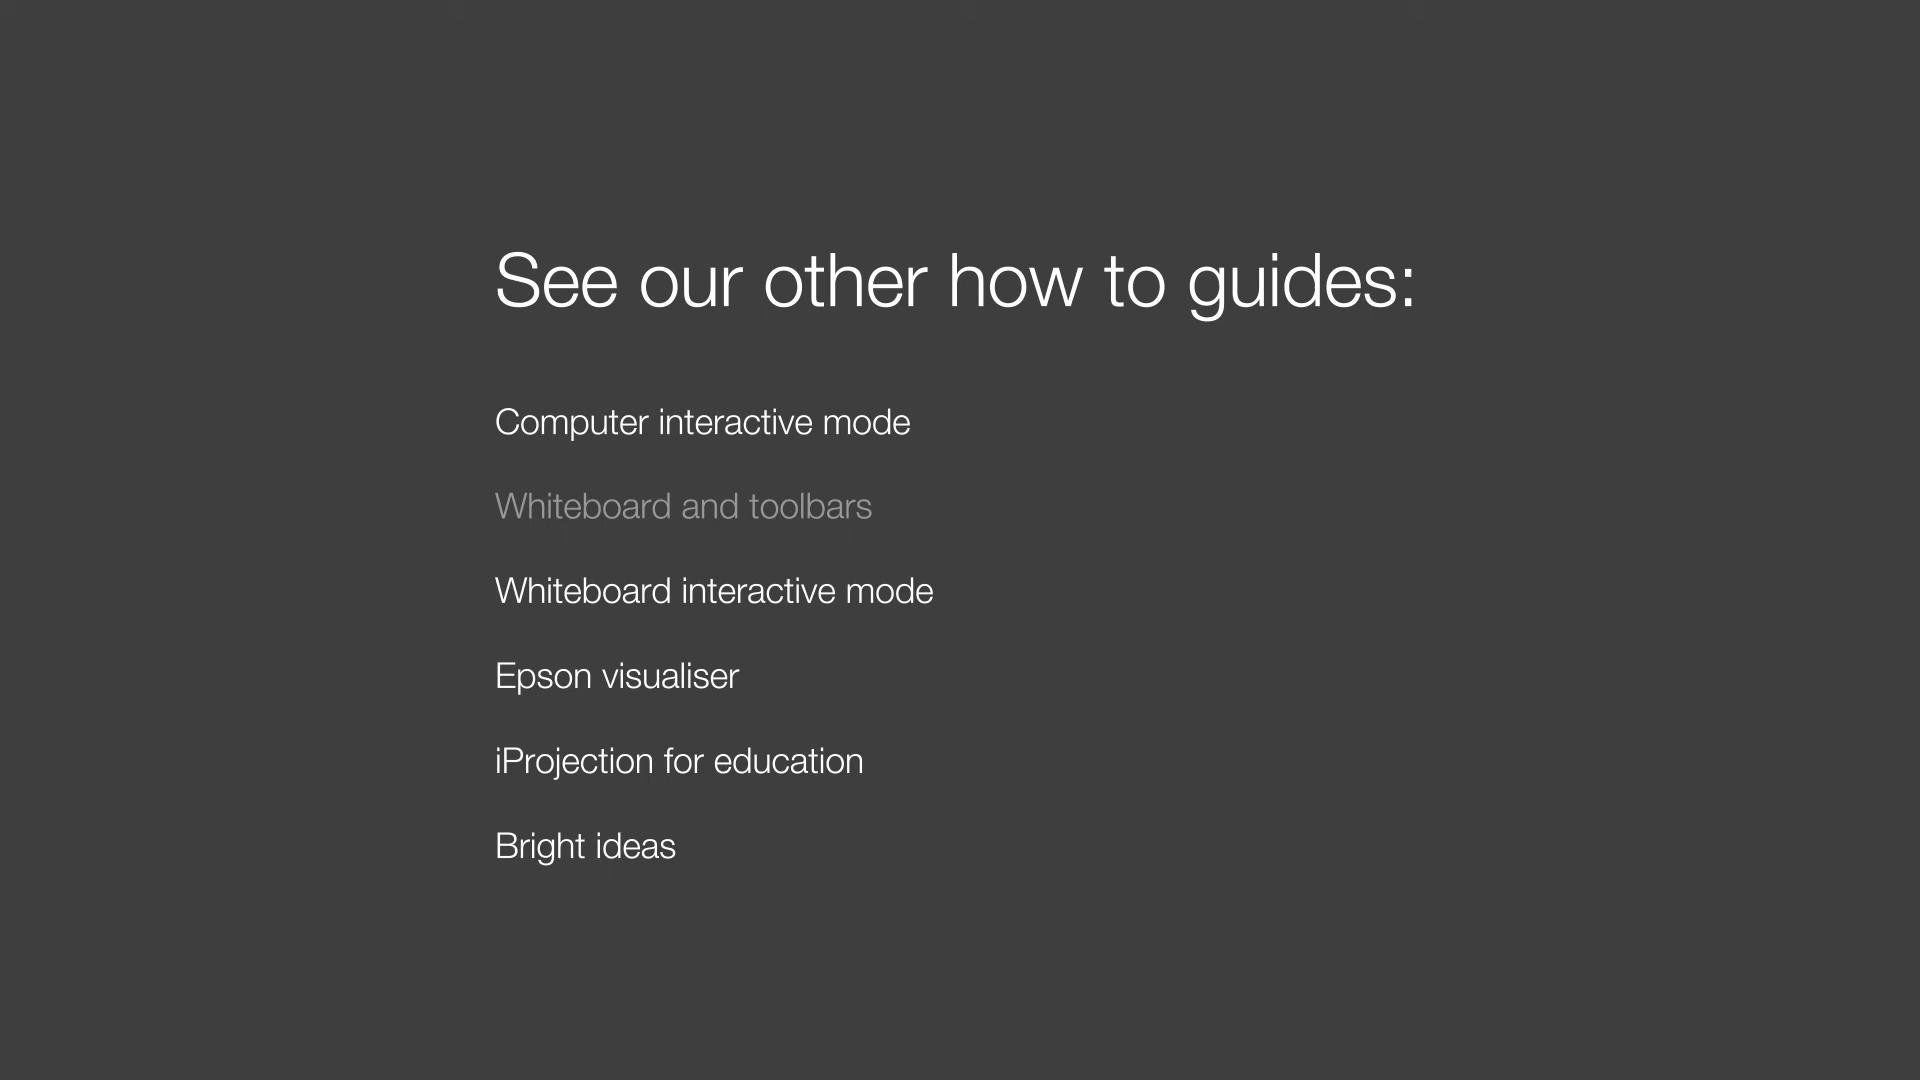 See our other how to guides:
Computer interactive mode
Whiteboard and toolbars
Whiteboard interactive mode
Epson visualiser
iProjection for education
Bright ideas